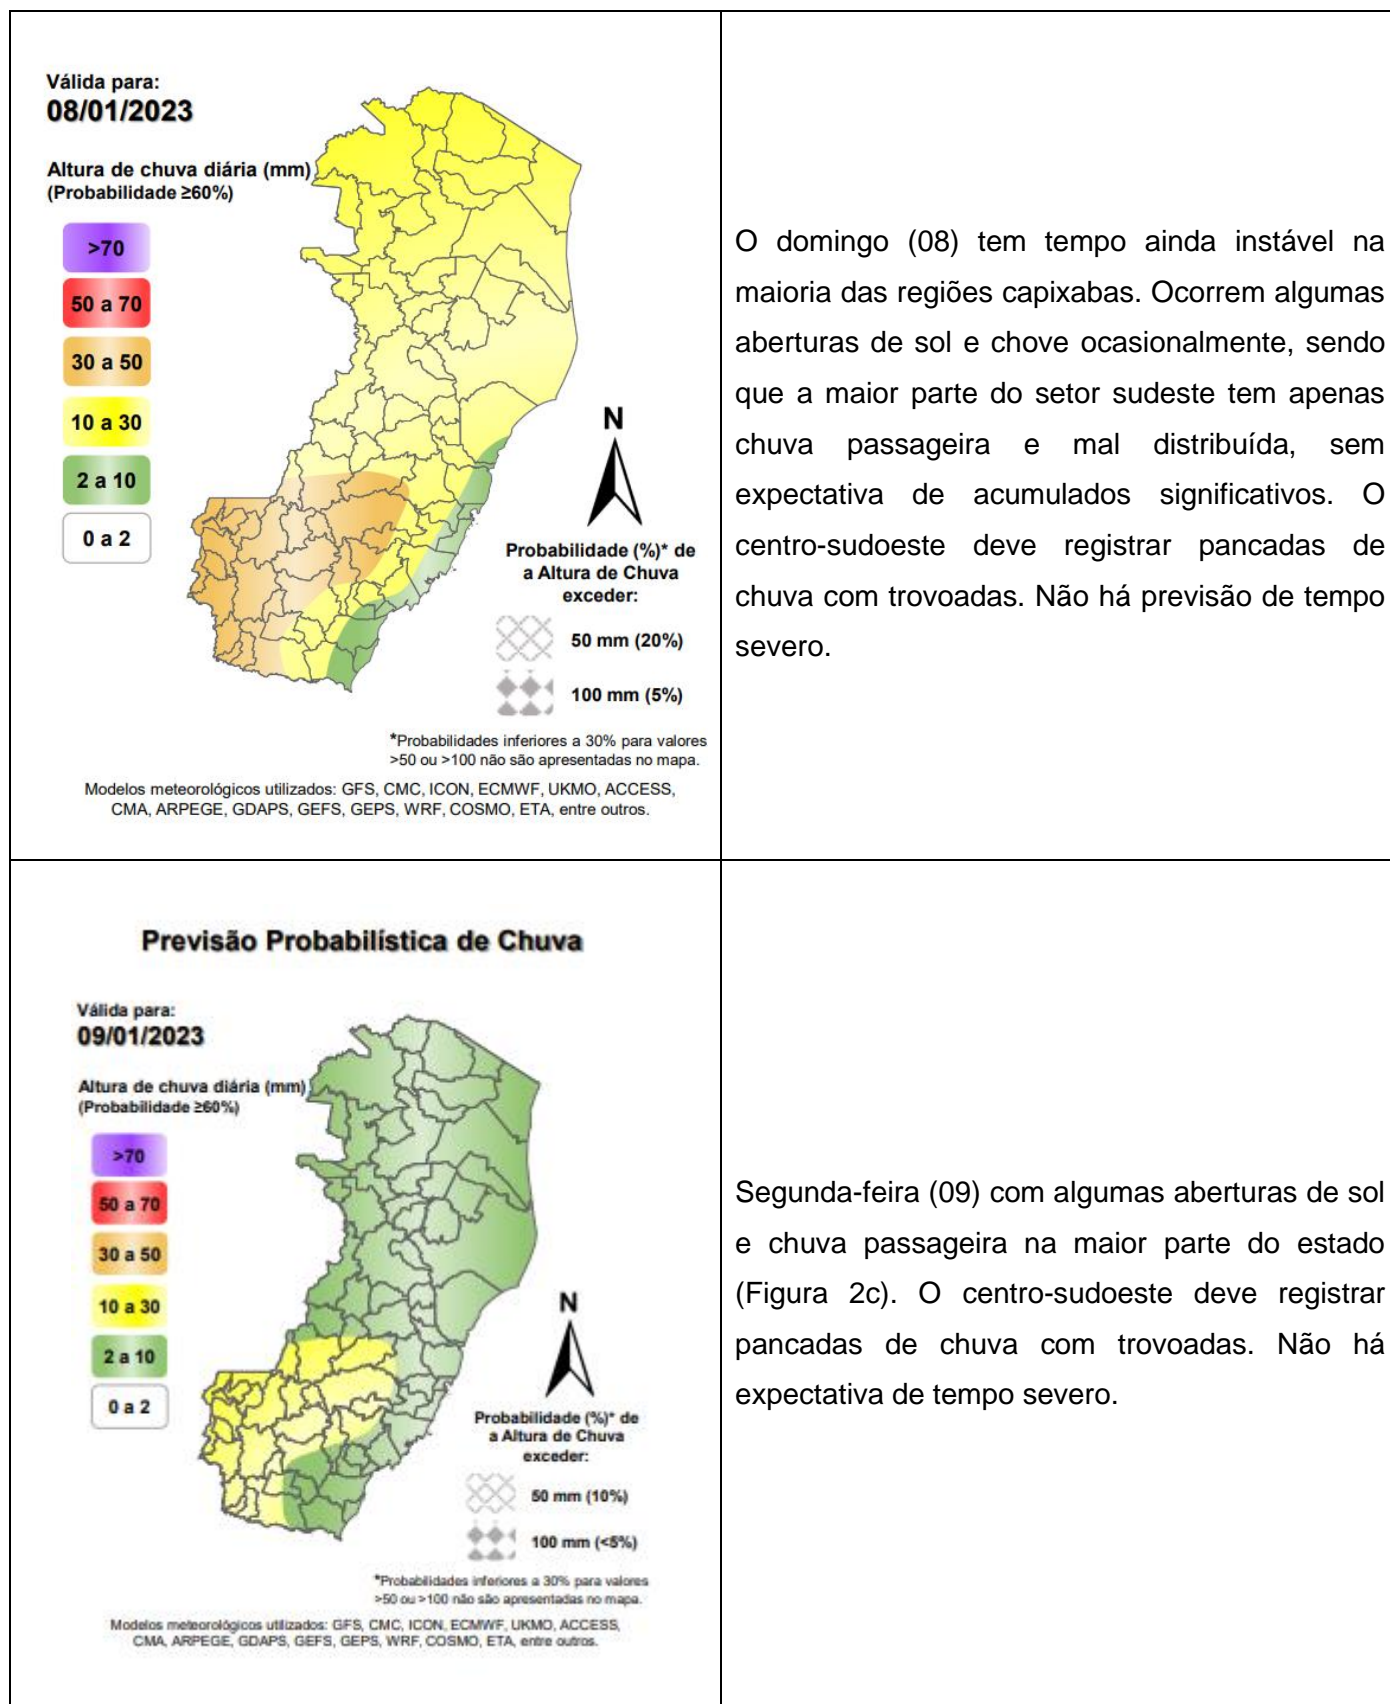 Válida para:
08/01/2023
Altura de chuva diária (mm)
(Probabilidade ≥60%)
>70
50 a 70
30 a 50
10 a 30
2 a 10
0 a 2
N
Probabilidade (%)* de
a Altura de Chuva
exceder:
50 mm (20%)
100 mm (5%)
*Probabilidades inferiores a 30% para valores
>50 ou >100 não são apresentadas no mapa.
Modelos meteorológicos utilizados: GFS, CMC, ICON, ECMWF, UKMO, ACCESS,
CMA, ARPEGE, GDAPS, GEFS, GEPS, WRF, COSMO, ETA, entre outros.
O domingo (08) tem tempo ainda instável na
maioria das regiões capixabas. Ocorrem algumas
aberturas de sol e chove ocasionalmente, sendo
que a maior parte do setor sudeste tem apenas
chuva passageira e mal distribuída, sem
expectativa de acumulados significativos. O
centro-sudoeste deve registrar pancadas de
chuva com trovoadas. Não há previsão de tempo
severo.
Previsão Probabilística de Chuva
Válida para:
09/01/2023
Altura de chuva diária (mm)
(Probabilidade ≥60%)
>70
50 a 70
30 a 50
10 a 30
2 a 10
0 a 2
N
Probabilidade (%)* de
a Altura de Chuva
exceder:
50 mm (10%)
100 mm (<5%)
*Probabilidades inferiores a 30% para valores
>50 ou >100 não são apresentadas no mapa.
Modelos meteorológicos utilizados: GFS, CMC, ICON, ECMWF, UKMO, ACCESS,
CMA, ARPEGE, GDAPS, GEFS, GEPS, WRF, COSMO, ETA, entre outros.
Segunda-feira (09) com algumas aberturas de sol
e chuva passageira na maior parte do estado
(Figura 2c). O centro-sudoeste deve registrar
pancadas de chuva com trovoadas. Não há
expectativa de tempo severo.